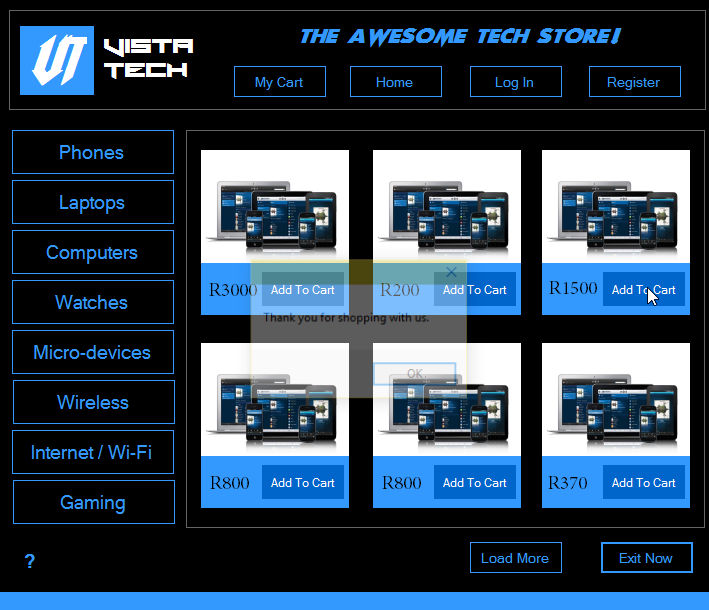 VISTA
TECH
THE AWESOME TECH STORE!
My Cart
Home
Log In
Register
Phones
Laptops
Computers
Watches
Micro-devices
Wireless
Internet / Wi-Fi
Gaming
R3000
Add To Cart
R200
Add To Cart
R1500
Add To Cart
Thank you for shopping with us.
OK
R800
Add To Cart
R800
Add To Cart
R370
Add To Cart
?
Load More
Exit Now